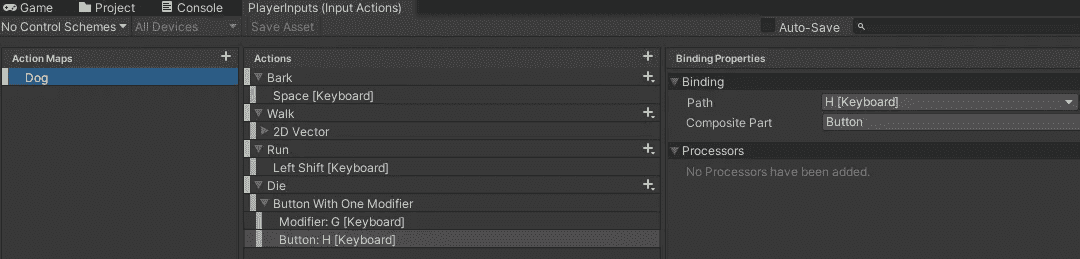 Game Project Console PlayerInputs (Input Actions)
No Control Schemes All Devices Save Asset Auto-Save
Action Maps
Dog
Actions
Bark
Space [Keyboard]
Walk
2D Vector
Run
Left Shift [Keyboard]
Die
Button With One Modifier
Modifier: G [Keyboard]
Button: H [Keyboard]
Binding Properties
Binding
Path H [Keyboard]
Composite Part Button
Processors
No Processors have been added.